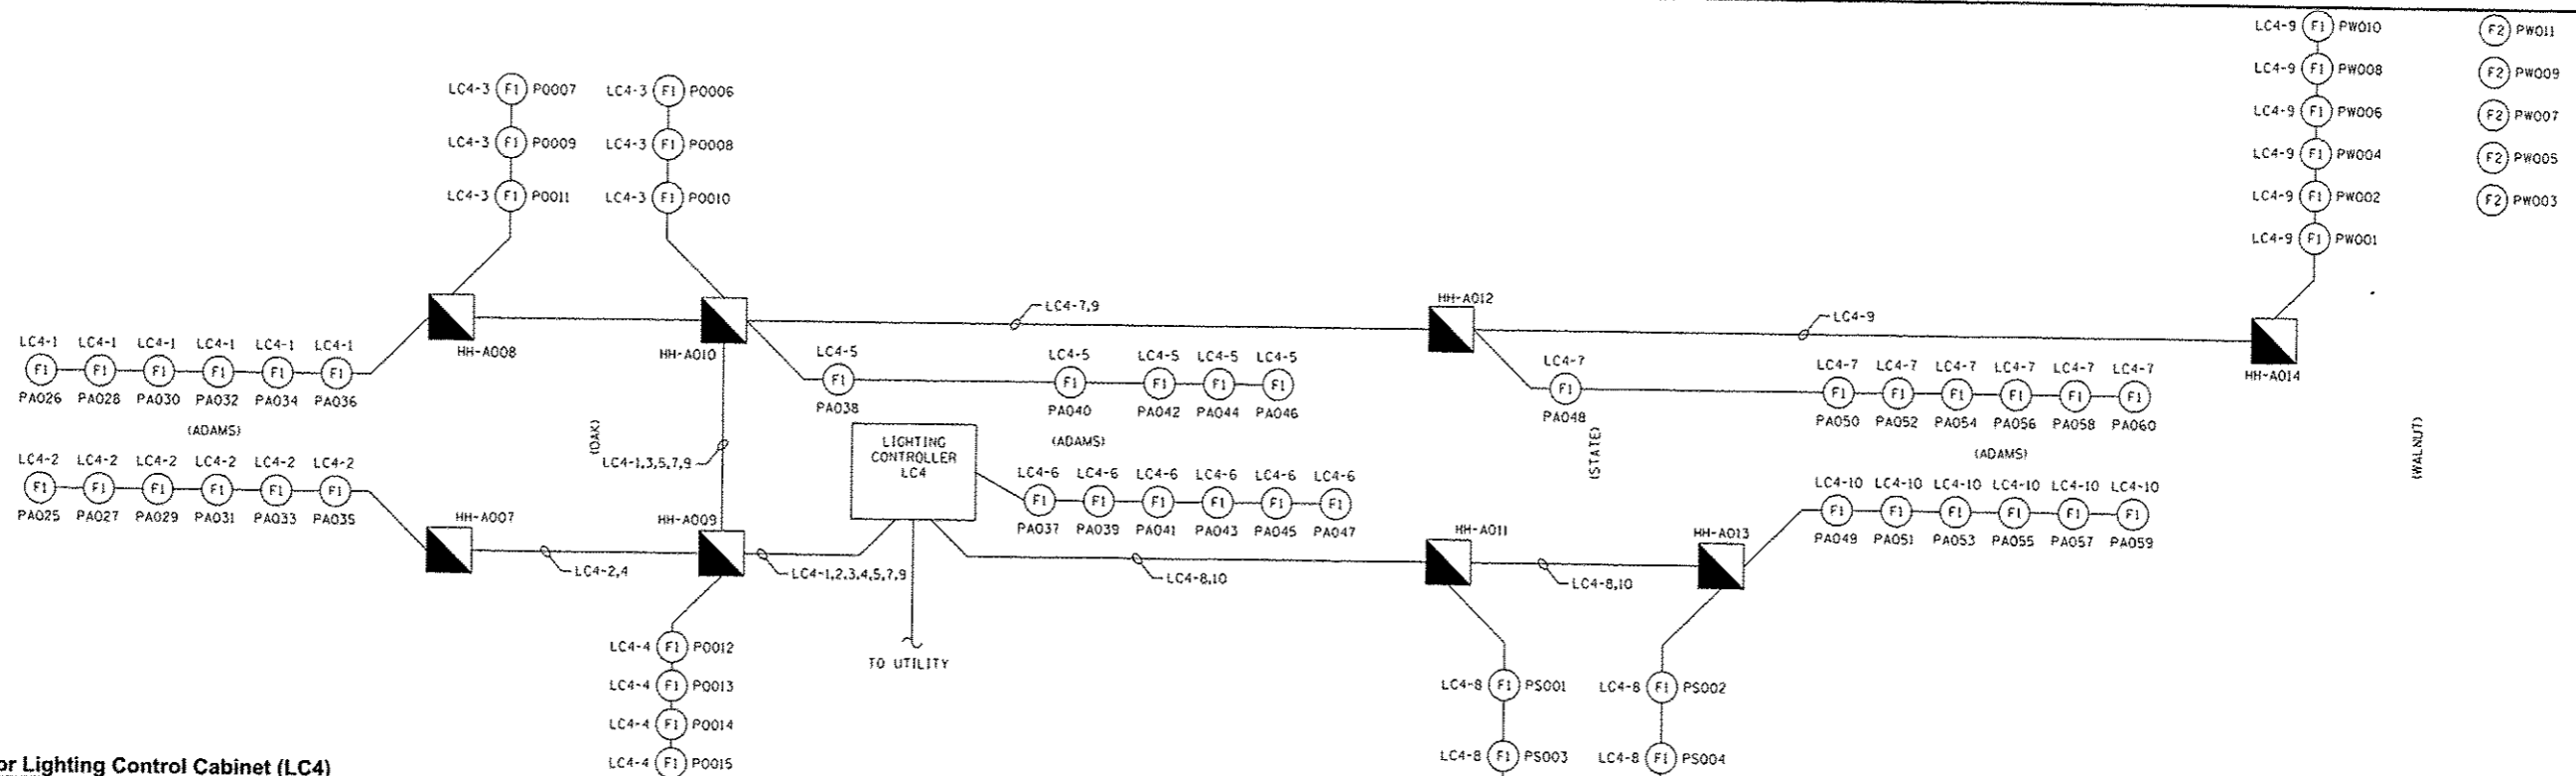 LC4-9 F1 PW010 F2 PW011
LC4-9 F1 PW008 F2 PW009
LC4-9 F1 PW006 F2 PW007
LC4-9 F1 PW004 F2 PW005
LC4-9 F1 PW002 F2 PW003
LC4-9 F1 PW001
LC4-3 F1 PO007 LC4-3 F1 PO006
LC4-3 F1 PO009 LC4-3 F1 PO008
LC4-3 F1 PO011 LC4-3 F1 PO010
HH-A008
HH-A010
LC4-7,9
HH-A012
LC4-9
HH-A014
LC4-1 LC4-1 LC4-1 LC4-1 LC4-1 LC4-1
F1 F1 F1 F1 F1 F1
PA026 PA028 PA030 PA032 PA034 PA036
(ADAMS)
LC4-5 LC4-5 LC4-5 LC4-5 LC4-5
F1 F1 F1 F1 F1
PA038 PA040 PA042 PA044 PA046
LC4-7 LC4-7 LC4-7 LC4-7 LC4-7 LC4-7 LC4-7
F1 F1 F1 F1 F1 F1 F1
PA048 PA050 PA052 PA054 PA056 PA058 PA060
(OAK)
LC4-1,3,5,7,9
LIGHTING
CONTROLLER
LC4
(ADAMS)
(STATE)
(ADAMS)
(WALNUT)
LC4-2 LC4-2 LC4-2 LC4-2 LC4-2 LC4-2
F1 F1 F1 F1 F1 F1
PA025 PA027 PA029 PA031 PA033 PA035
LC4-6 LC4-6 LC4-6 LC4-6 LC4-6 LC4-6
F1 F1 F1 F1 F1 F1
PA037 PA039 PA041 PA043 PA045 PA047
LC4-10 LC4-10 LC4-10 LC4-10 LC4-10 LC4-10
F1 F1 F1 F1 F1 F1
PA049 PA051 PA053 PA055 PA057 PA059
HH-A007
HH-A009
HH-A011
HH-A013
LC4-2,4
LC4-1,2,3,4,5,7,9
LC4-8,10
LC4-8,10
TO UTILITY
LC4-4 F1 PO012
LC4-4 F1 PO013
LC4-4 F1 PO014
LC4-4 F1 PO015
LC4-8 F1 PS001 LC4-8 F1 PS002
LC4-8 F1 PS003 LC4-8 F1 PS004
or Lighting Control Cabinet (LC4)